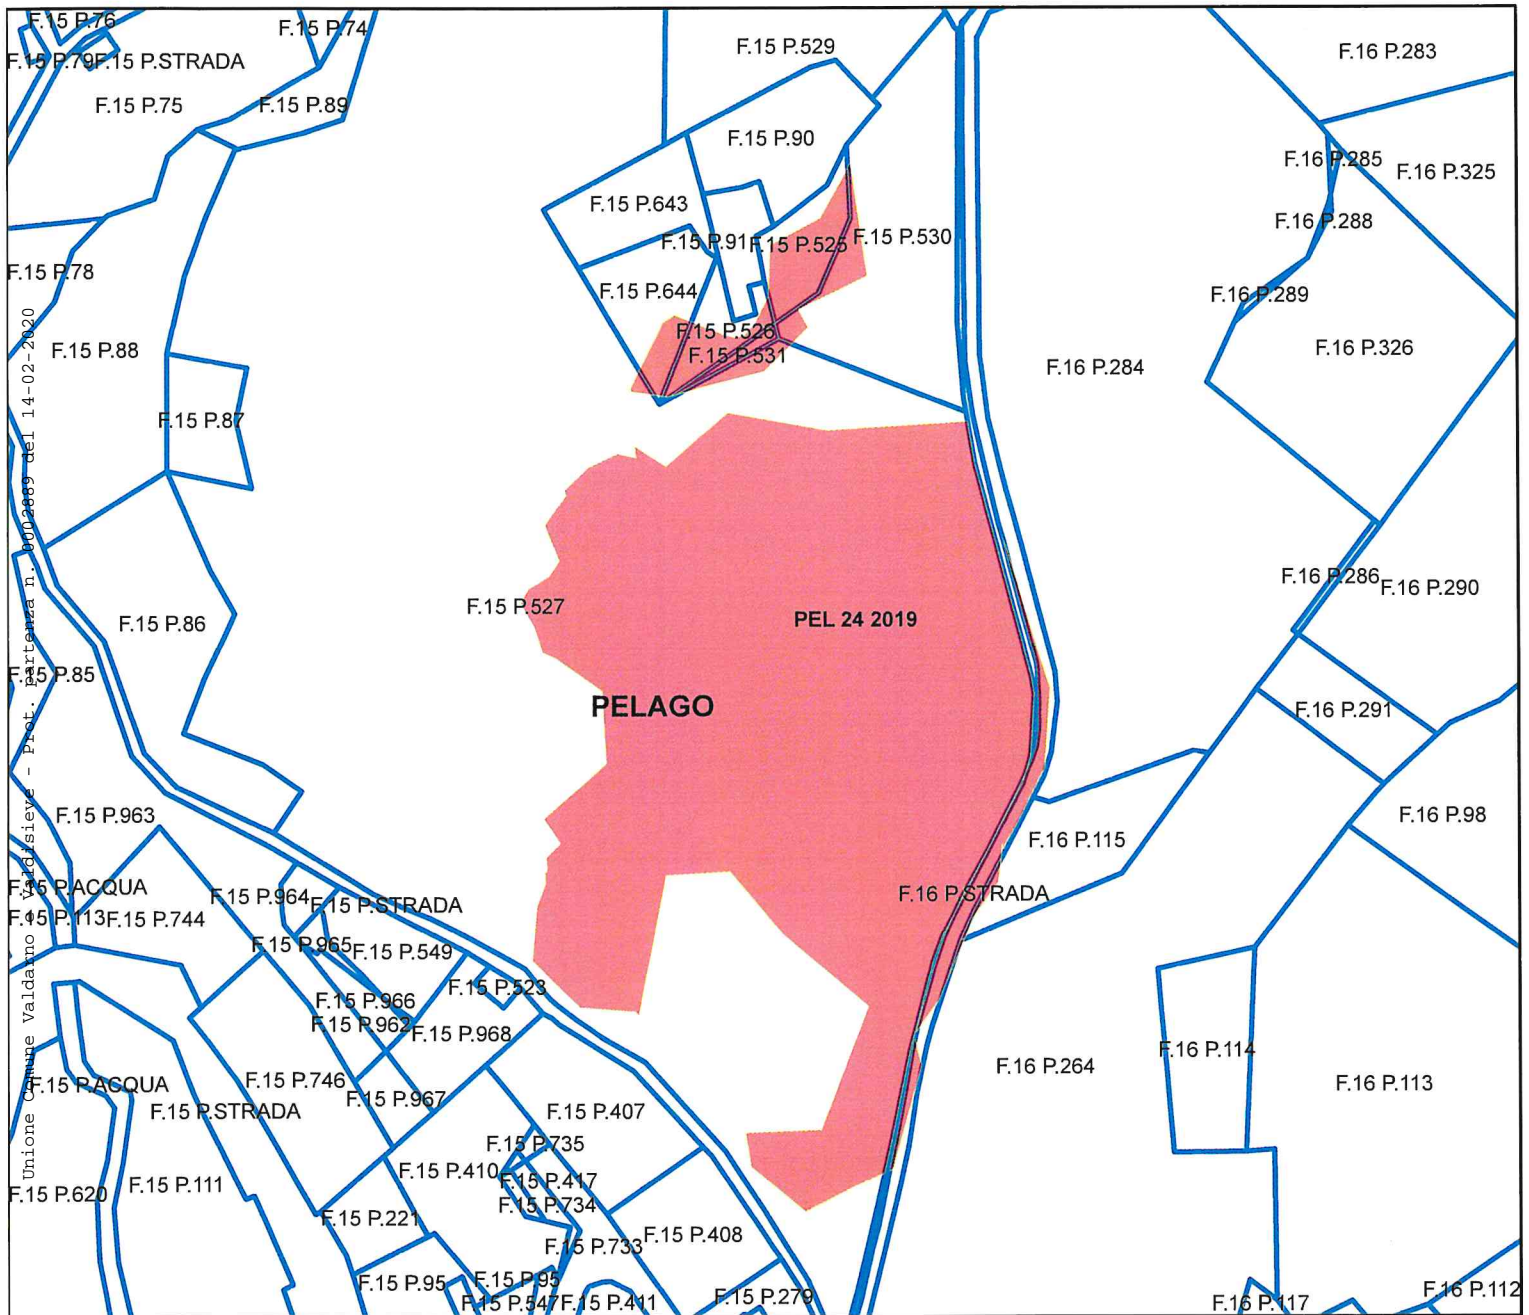 F.15 P.76
F.15 P.74
F.15 P.529
F.16 P.283
F.15 P.79
F.15 P.STRADA
F.15 P.75
F.15 P.89
F.15 P.90
F.16 P.285
F.16 P.325
F.15 P.643
F.16 P.288
F.15 P.91
F.15 P.525
F.15 P.530
F.15 P.78
F.15 P.644
F.16 P.289
F.15 P.526
F.15 P.88
F.15 P.531
F.16 P.326
F.16 P.284
F.15 P.87
F.16 P.286
F.16 P.290
F.15 P.527
F.15 P.86
PEL 24 2019
F.15 P.85
PELAGO
F.16 P.291
F.15 P.963
F.16 P.98
F.16 P.115
F.15 P.ACQUA
F.15 P.964
F.15 P.STRADA
F.16 P.STRADA
F.15 P.113
F.15 P.744
F.15 P.965
F.15 P.549
F.15 P.523
F.15 P.966
F.15 P.962
F.15 P.968
F.16 P.114
F.16 P.264
F.15 P.746
F.15 P.ACQUA
F.16 P.113
F.15 P.967
F.15 P.STRADA
F.15 P.407
F.15 P.735
F.15 P.410
F.15 P.417
F.15 P.111
F.15 P.620
F.15 P.734
F.15 P.221
F.15 P.408
F.15 P.733
F.15 P.95
F.15 P.95
F.15 P.547
F.15 P.411
F.15 P.279
F.16 P.117
F.16 P.112
Unione Comune Valdarno e Valdisieve - Prot. partenza n. 0002889 del 14-02-2020